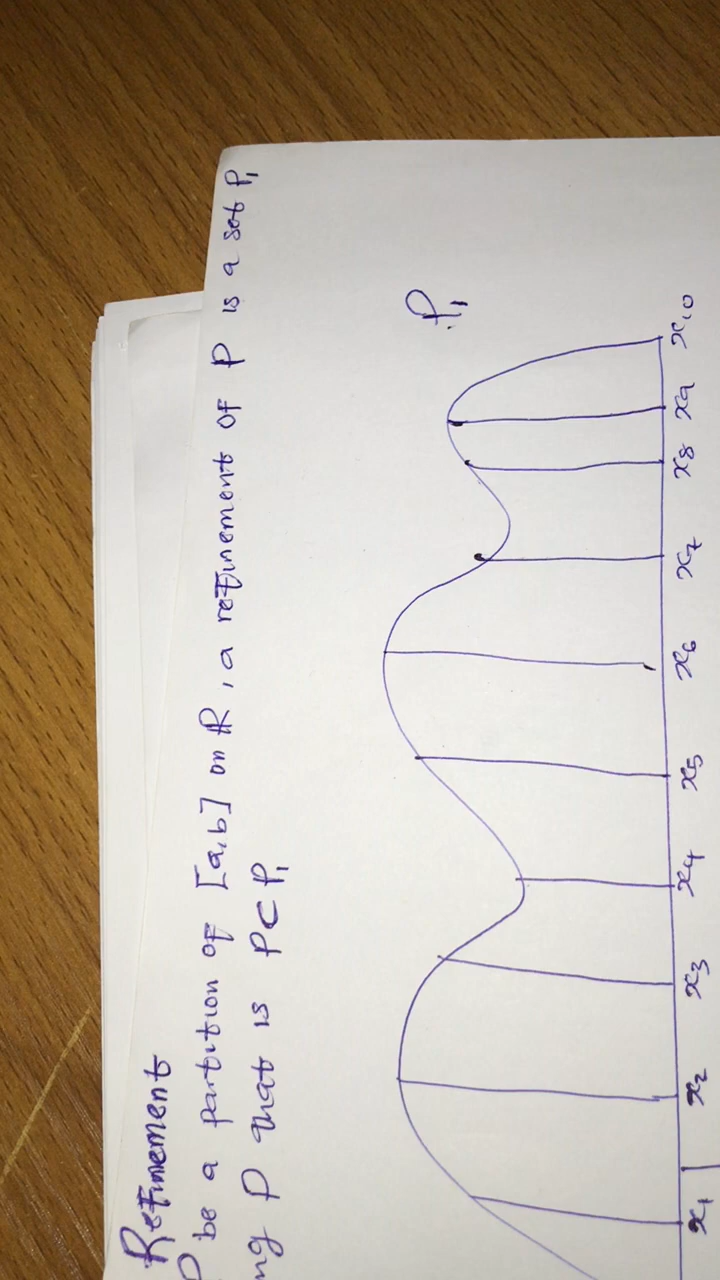 Refinement
P be a partition of [a,b] on ℝ, a refinement of P is a set P₁
ng P that is P⊂P₁
P₁
x₁ x₂ x₃ x₄ x₅ x₆ x₇ x₈ x₉ x₁₀